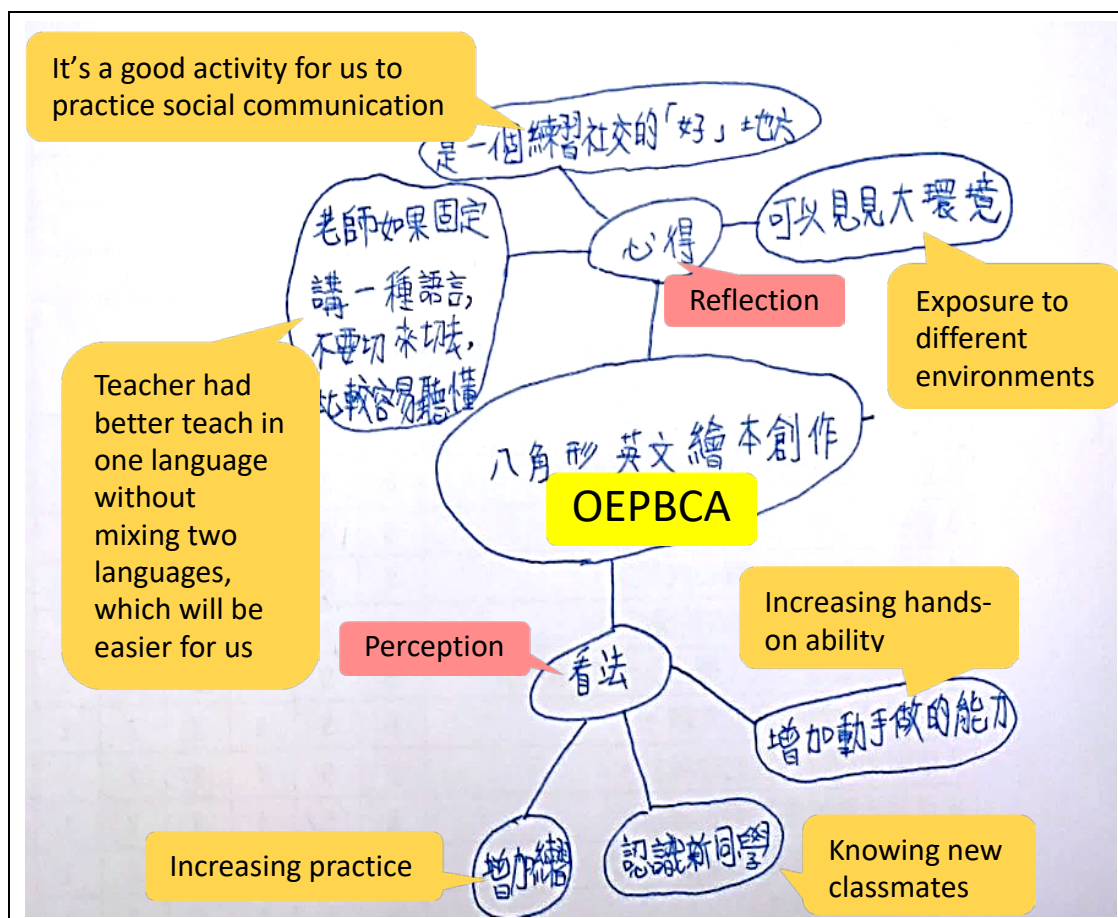 It's a good activity for us to
practice social communication
是一個練習社交的「好」地方
老師如果固定
講一種語言,
不要切來切去,
比較容易聽懂
心得
可以見見大環境
Reflection
Exposure to
different
environments
Teacher had
better teach in
one language
without
mixing two
languages,
which will be
easier for us
八角形英文繪本創作
OEPBCA
Increasing hands-
on ability
Perception
看法
增加動手做的能力
Increasing practice
增加練習
認識新同學
Knowing new
classmates